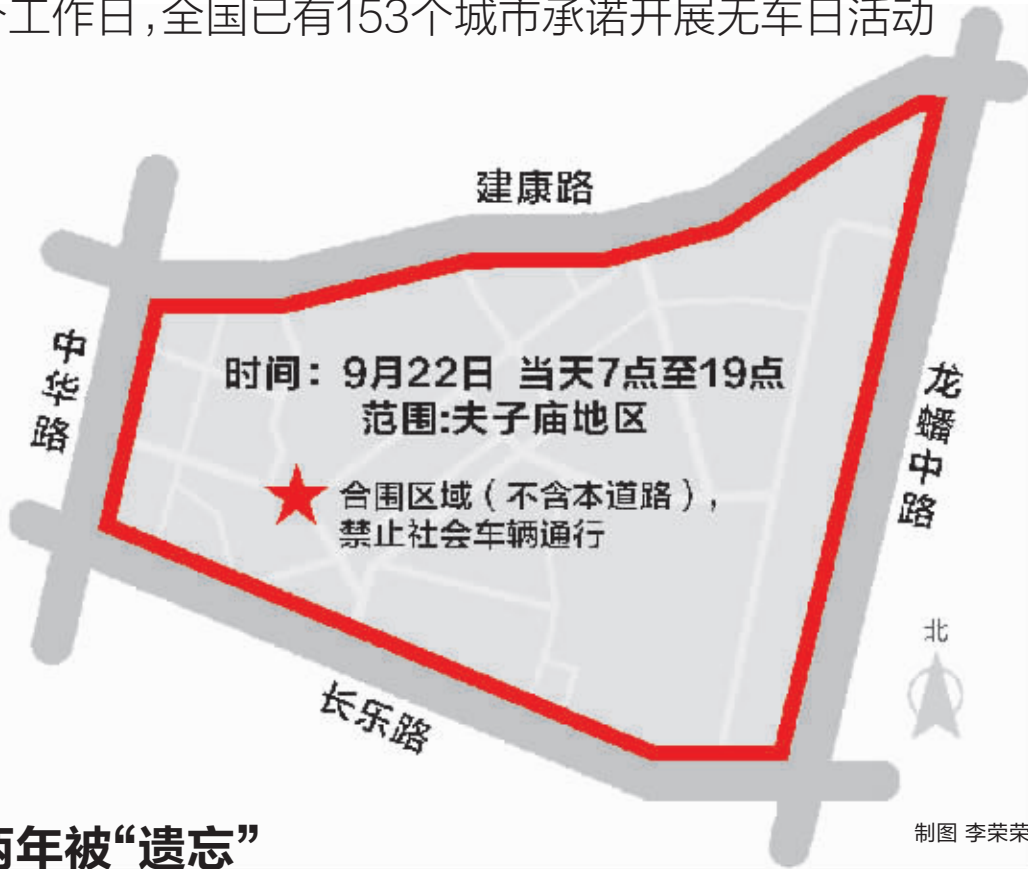 个工作日,全国已有153个城市承诺开展无车日活动
建康路
中华路
时间：9月22日 当天7点至19点
范围:夫子庙地区
龙蟠中路
★ 合围区域（不含本道路），
禁止社会车辆通行
北
长乐路
制图 李荣荣
两年被“遗忘”